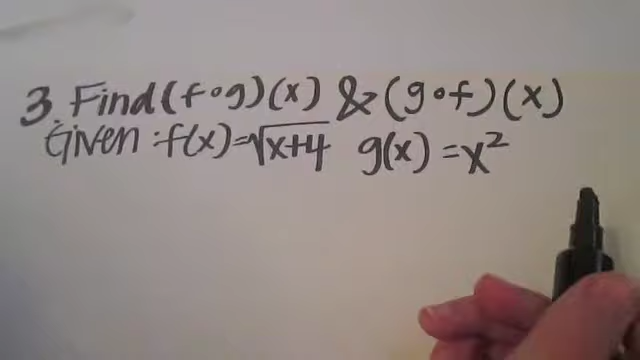 3. Find (f∘g)(x) & (g∘f)(x)
Given: f(x)=√x+4 g(x)=x²